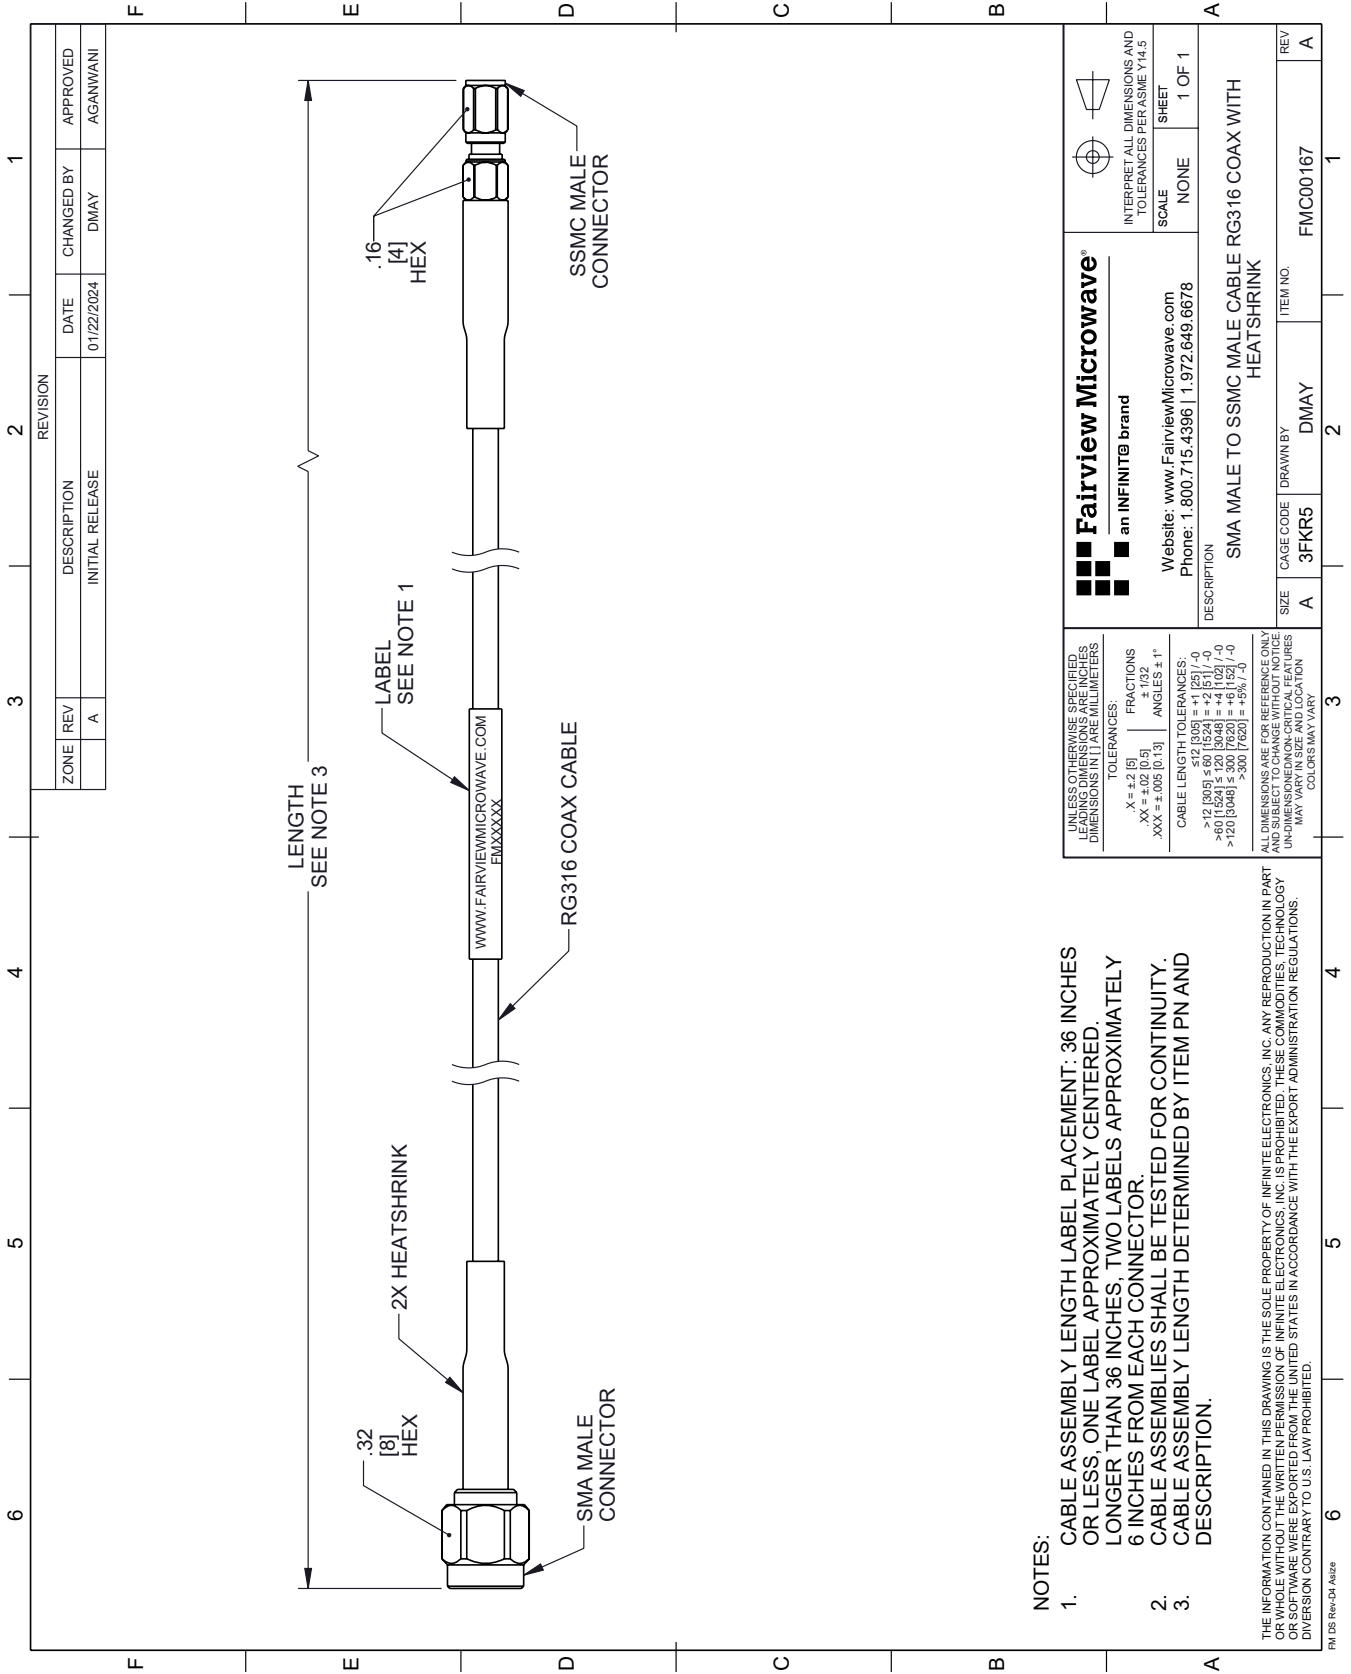 6
5
4
3
2
1
F
E
D
C
B
A
F
E
D
C
B
A
REVISION
ZONE
REV
DESCRIPTION
DATE
CHANGED BY
APPROVED
A
INITIAL RELEASE
01/22/2024
DMAY
AGANWANI
LENGTH
SEE NOTE 3
.32
[8]
HEX
2X HEATSHRINK
LABEL
SEE NOTE 1
.16
[4]
HEX
WWW.FAIRVIEWMICROWAVE.COM
FMXXXXX
SMA MALE
CONNECTOR
RG316 COAX CABLE
SSMC MALE
CONNECTOR
NOTES:
1. CABLE ASSEMBLY LENGTH LABEL PLACEMENT: 36 INCHES
OR LESS, ONE LABEL APPROXIMATELY CENTERED.
LONGER THAN 36 INCHES, TWO LABELS APPROXIMATELY
6 INCHES FROM EACH CONNECTOR.
2. CABLE ASSEMBLIES SHALL BE TESTED FOR CONTINUITY.
3. CABLE ASSEMBLY LENGTH DETERMINED BY ITEM PN AND
DESCRIPTION.
THE INFORMATION CONTAINED IN THIS DRAWING IS THE SOLE PROPERTY OF INFINITE ELECTRONICS, INC. ANY REPRODUCTION IN PART
OR WHOLE WITHOUT THE WRITTEN PERMISSION OF INFINITE ELECTRONICS, INC. IS PROHIBITED. THESE COMMODITIES, TECHNOLOGY
OR SOFTWARE WERE EXPORTED FROM THE UNITED STATES IN ACCORDANCE WITH THE EXPORT ADMINISTRATION REGULATIONS.
DIVERSION CONTRARY TO U.S. LAW PROHIBITED.
UNLESS OTHERWISE SPECIFIED
LEADING DIMENSIONS ARE INCHES
DIMENSIONS IN [ ] ARE MILLIMETERS
TOLERANCES:
.X = ±.2 [5]
.XX = ±.02 [0.5]
.XXX = ±.005 [0.13]
FRACTIONS
± 1/32
ANGLES ± 1°
CABLE LENGTH TOLERANCES:
≤12 [305] = +1 [25] / -0
>12 [305] ≤ 60 [1524] = +2 [51] / -0
>60 [1524] ≤ 120 [3048] = +4 [102] / -0
>120 [3048] ≤ 300 [7620] = +6 [152] / -0
>300 [7620] = +5% / -0
ALL DIMENSIONS ARE FOR REFERENCE ONLY
AND SUBJECT TO CHANGE WITHOUT NOTICE.
UN-DIMENSIONED/NON-CRITICAL FEATURES
MAY VARY IN SIZE AND LOCATION
COLORS MAY VARY
Fairview Microwave®
an INFINIT@ brand
Website: www.FairviewMicrowave.com
Phone: 1.800.715.4396 | 1.972.649.6678
INTERPRET ALL DIMENSIONS AND
TOLERANCES PER ASME Y14.5
SCALE
NONE
SHEET
1 OF 1
DESCRIPTION
SMA MALE TO SSMC MALE CABLE RG316 COAX WITH
HEATSHRINK
SIZE
A
CAGE CODE
3FKR5
DRAWN BY
DMAY
ITEM NO.
FMC00167
REV
A
6
5
4
3
2
1
FM DS Rev-D4 Asize